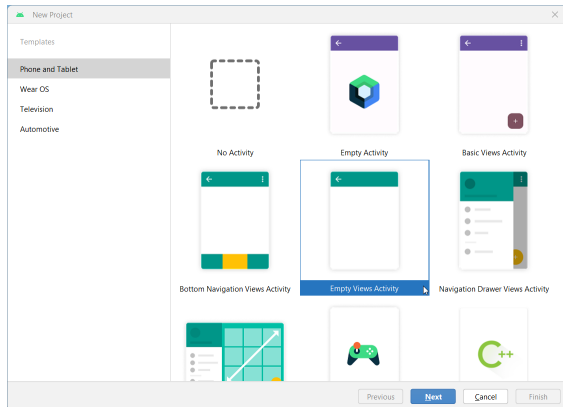 New Project
Templates
Phone and Tablet
Wear OS
Television
Automotive
No Activity
Empty Activity
Basic Views Activity
Bottom Navigation Views Activity
Empty Views Activity
Navigation Drawer Views Activity
C++
Previous
Next
Cancel
Finish